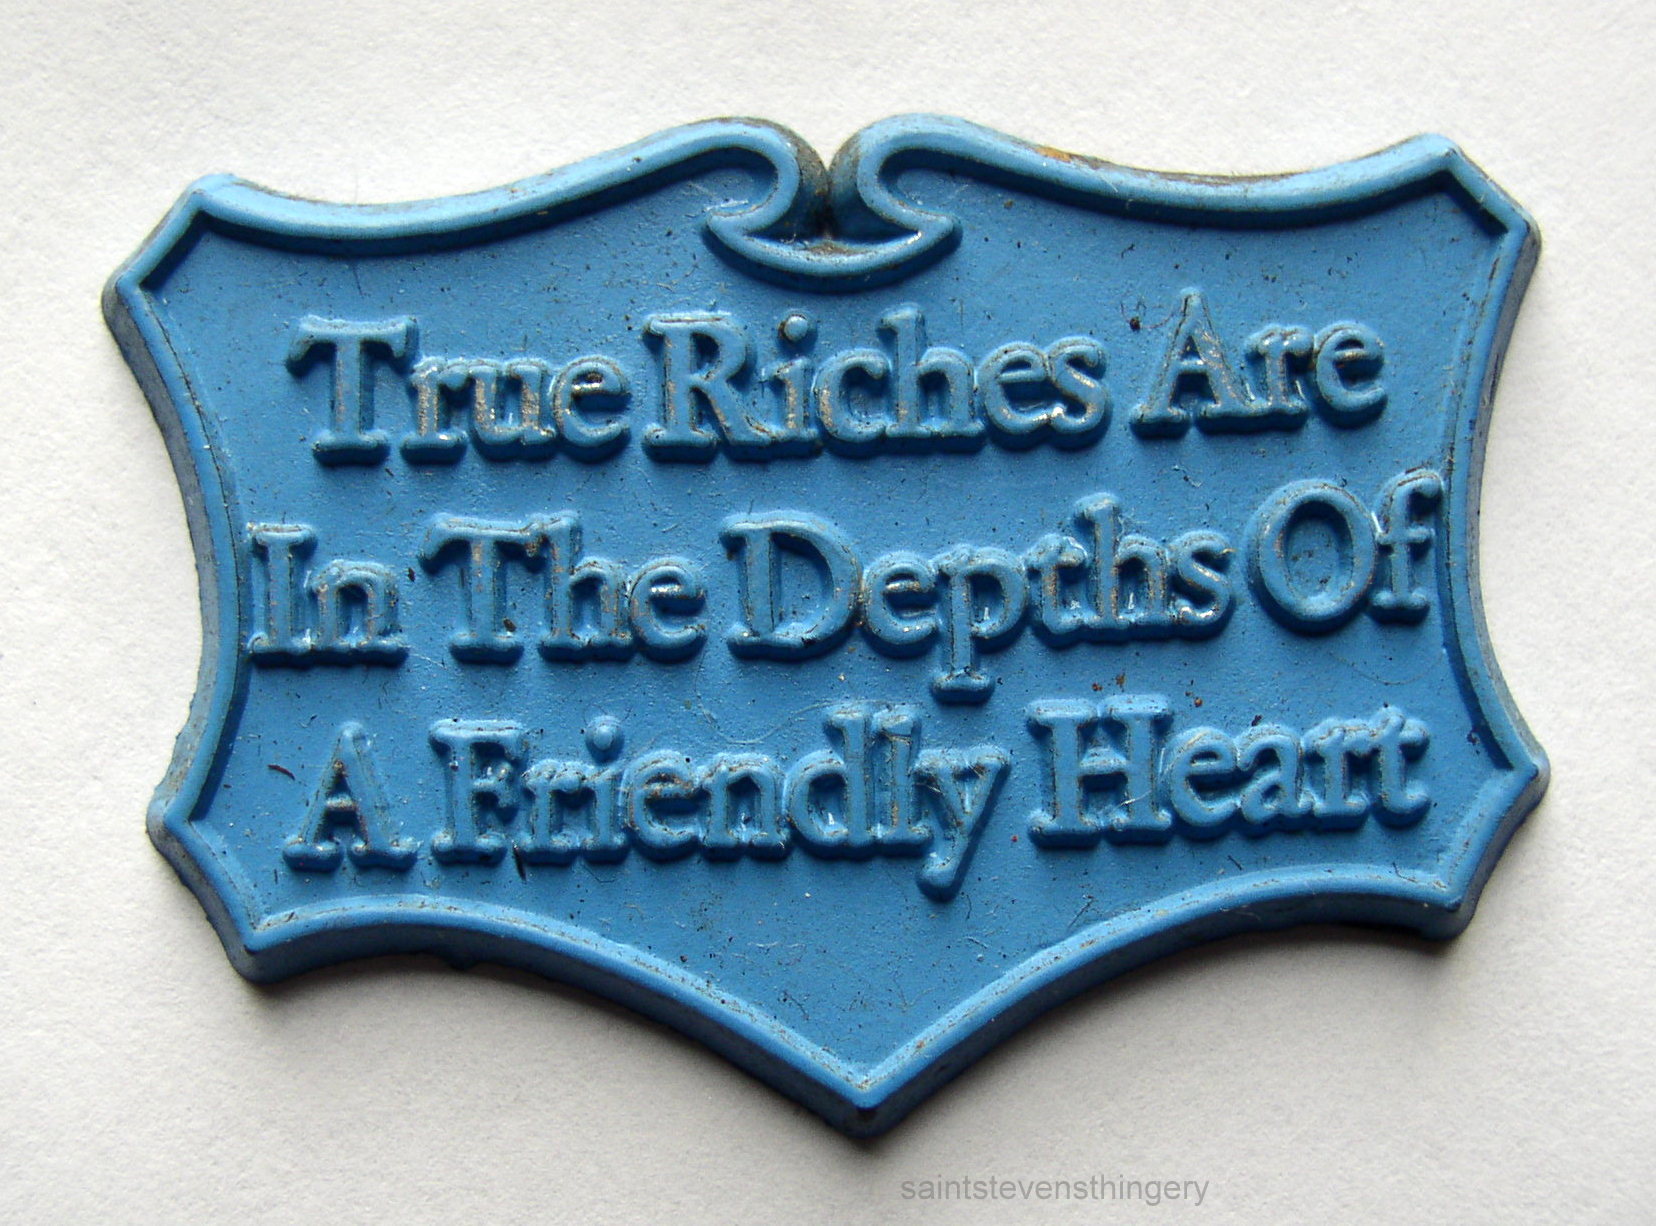 True Riches Are
In The Depths Of
A Friendly Heart
saintstevensthingery